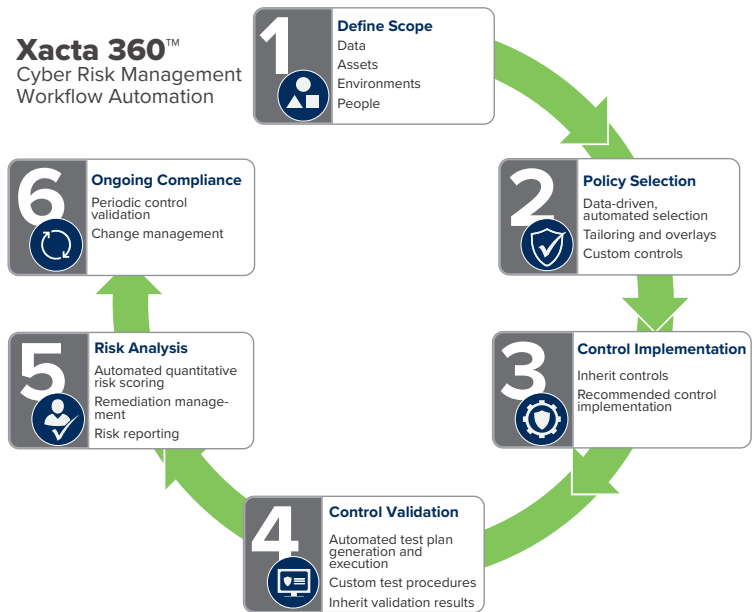 Xacta 360™
Cyber Risk Management
Workflow Automation
1
Define Scope
Data
Assets
Environments
People
2
Policy Selection
Data-driven,
automated selection
Tailoring and overlays
Custom controls
3
Control Implementation
Inherit controls
Recommended control
implementation
4
Control Validation
Automated test plan
generation and
execution
Custom test procedures
Inherit validation results
5
Risk Analysis
Automated quantitative
risk scoring
Remediation manage-
ment
Risk reporting
6
Ongoing Compliance
Periodic control
validation
Change management